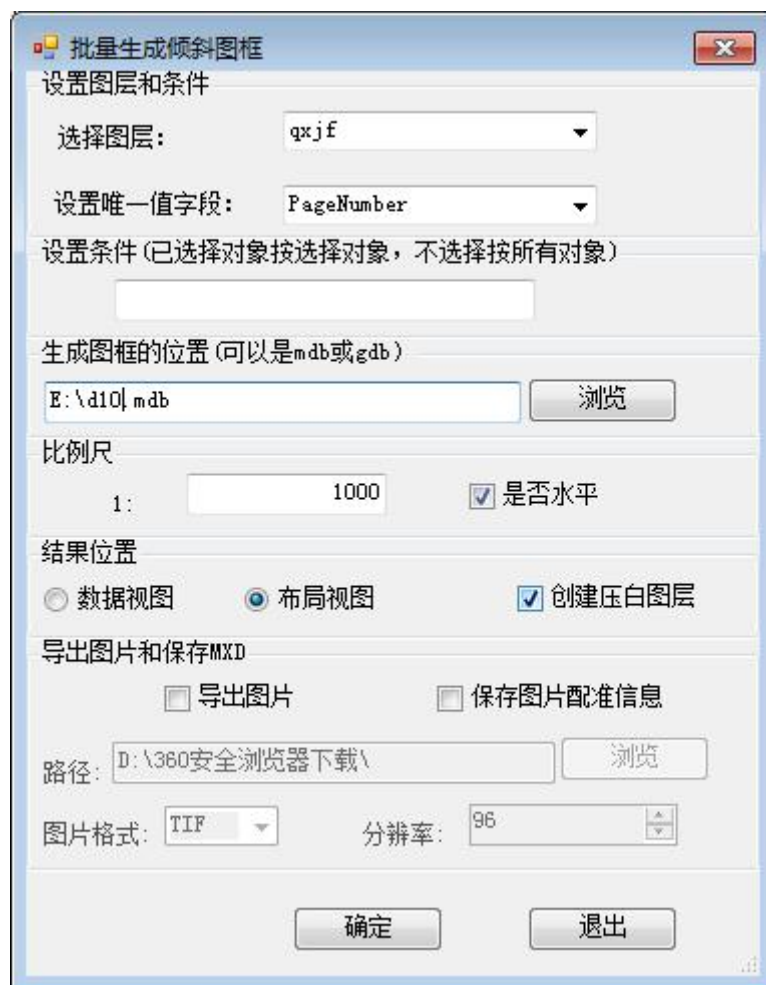 批量生成倾斜图框
设置图层和条件
选择图层: qxjf
设置唯一值字段: PageNumber
设置条件(已选择对象按选择对象，不选择按所有对象)
生成图框的位置(可以是mdb或gdb)
E:\d10.mdb 浏览
比例尺
1: 1000 是否水平
结果位置
数据视图 布局视图 创建压白图层
导出图片和保存MXD
导出图片 保存图片配准信息
路径: D:\360安全浏览器下载\ 浏览
图片格式: TIF 分辨率: 96
确定 退出